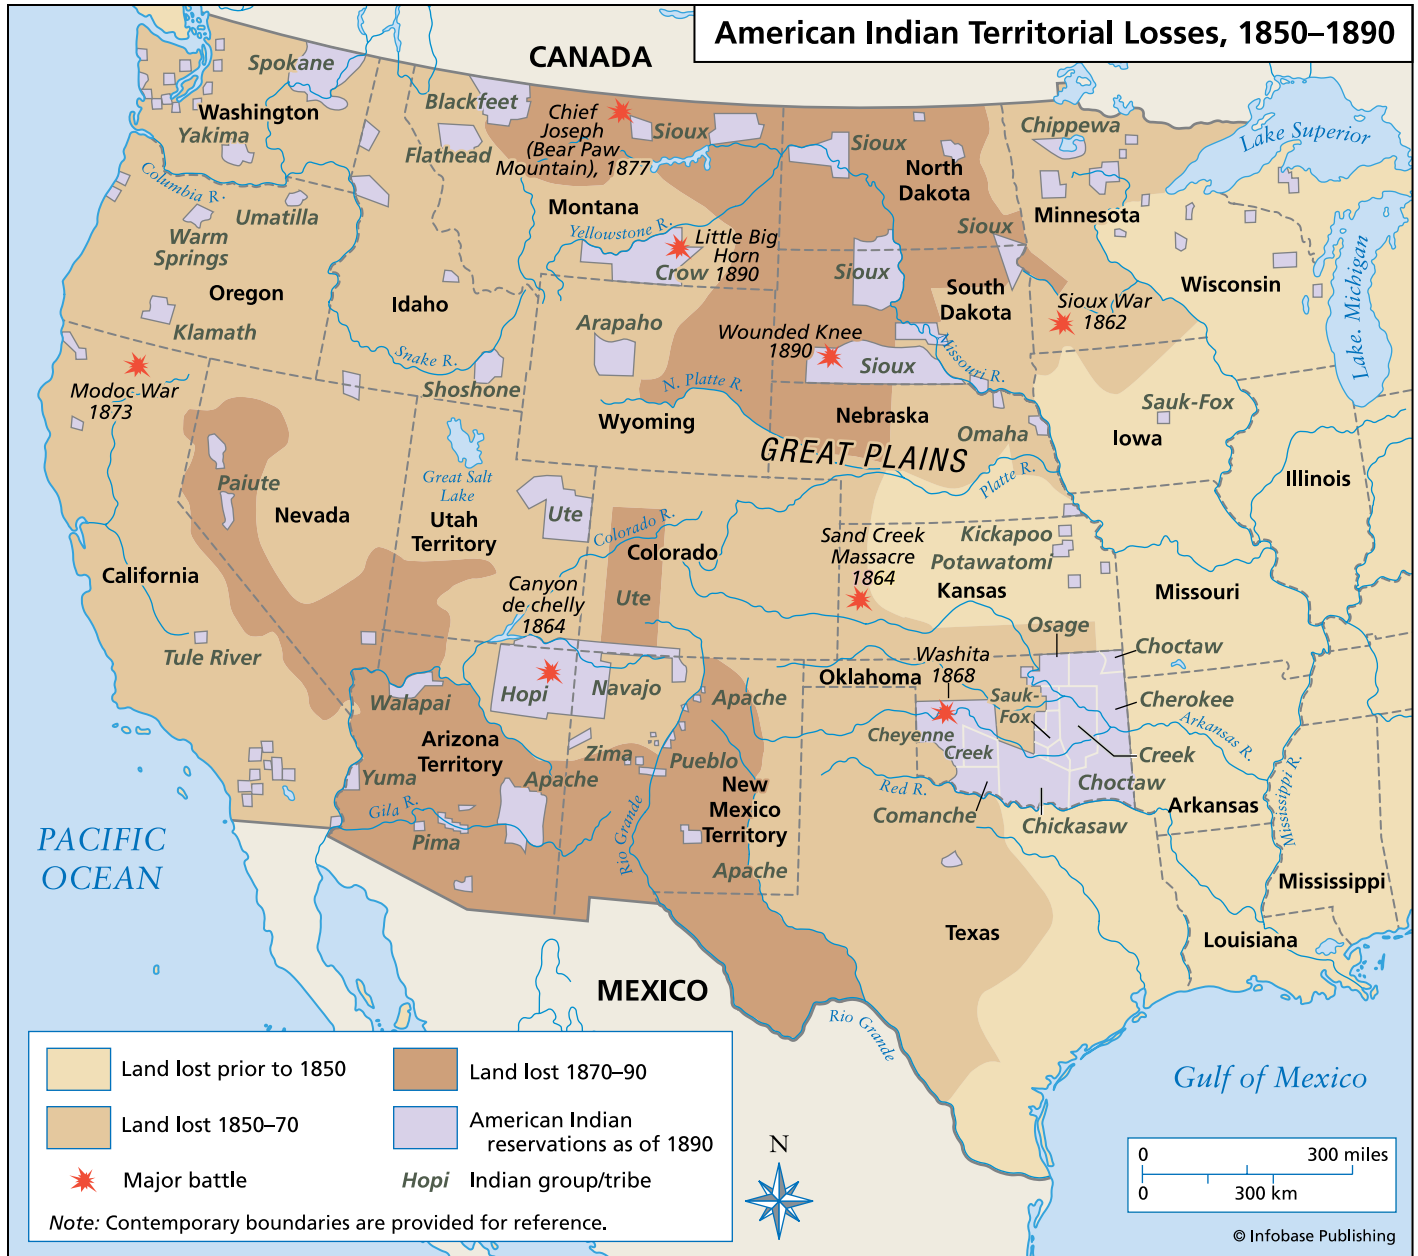 American Indian Territorial Losses, 1850–1890
CANADA
Spokane
Washington
Yakima
Columbia R.
Umatilla
Warm
Springs
Oregon
Klamath
Modoc War
1873
Blackfeet
Flathead
Chief
Joseph
(Bear Paw
Mountain), 1877
Sioux
Montana
Yellowstone R.
Little Big
Horn
1890
Crow
Idaho
Snake R.
Shoshone
Arapaho
Wyoming
N. Platte R.
Sioux
North
Dakota
Sioux
Sioux
South
Dakota
Wounded Knee
1890
Sioux
Missouri R.
Nebraska
GREAT PLAINS
Omaha
Platte R.
Chippewa
Minnesota
Lake Superior
Sioux War
1862
Wisconsin
Lake. Michigan
Sauk-Fox
Iowa
Illinois
Paiute
Nevada
California
Tule River
Great Salt
Lake
Utah
Territory
Ute
Colorado R.
Colorado
Ute
Canyon
de chelly
1864
Sand Creek
Massacre
1864
Kickapoo
Potawatomi
Kansas
Missouri
Osage
Choctaw
Washita
1868
Oklahoma
Sauk-
Fox
Cherokee
Arkansas R.
Cheyenne
Creek
Creek
Choctaw
Red R.
Comanche
Chickasaw
Arkansas
Mississippi R.
Mississippi
Louisiana
Texas
Hopi
Navajo
Walapai
Arizona
Territory
Yuma
Gila R.
Pima
Zima
Apache
Pueblo
Apache
New
Mexico
Territory
Apache
Rio Grande
Rio Grande
MEXICO
PACIFIC
OCEAN
Gulf of Mexico
Land lost prior to 1850
Land lost 1850–70
Major battle
Land lost 1870–90
American Indian
reservations as of 1890
Hopi Indian group/tribe
Note: Contemporary boundaries are provided for reference.
N
0 300 miles
0 300 km
© Infobase Publishing